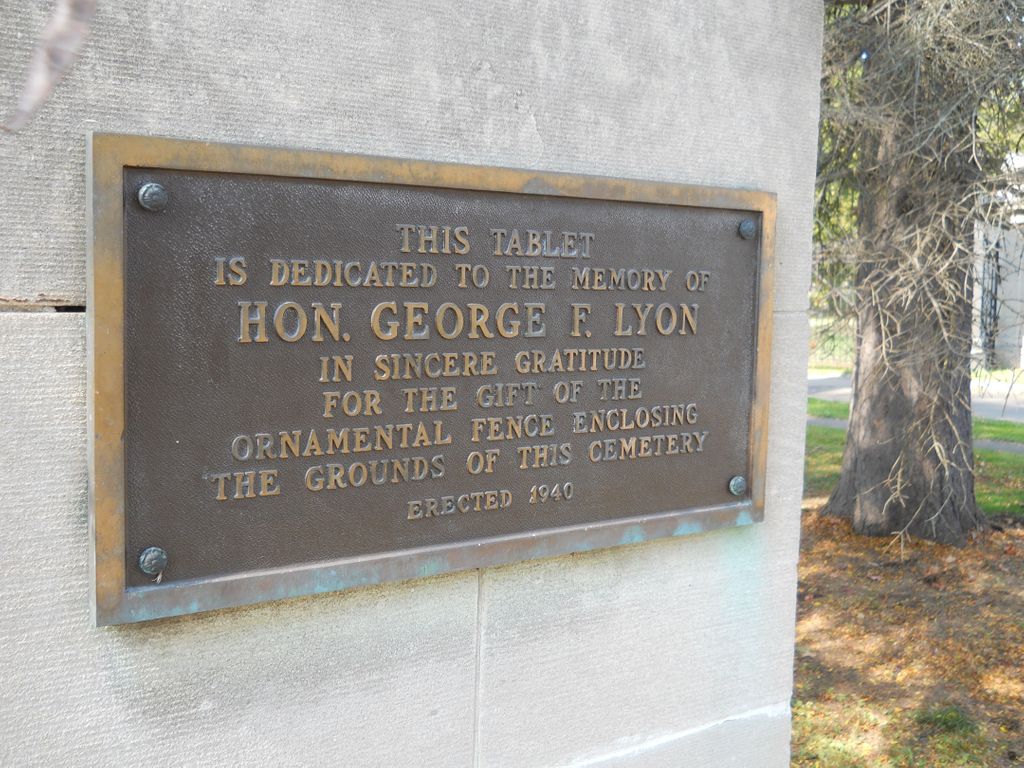 THIS TABLET
IS DEDICATED TO THE MEMORY OF
HON. GEORGE F. LYON
IN SINCERE GRATITUDE
FOR THE GIFT OF THE
ORNAMENTAL FENCE ENCLOSING
THE GROUNDS OF THIS CEMETERY
ERECTED 1940